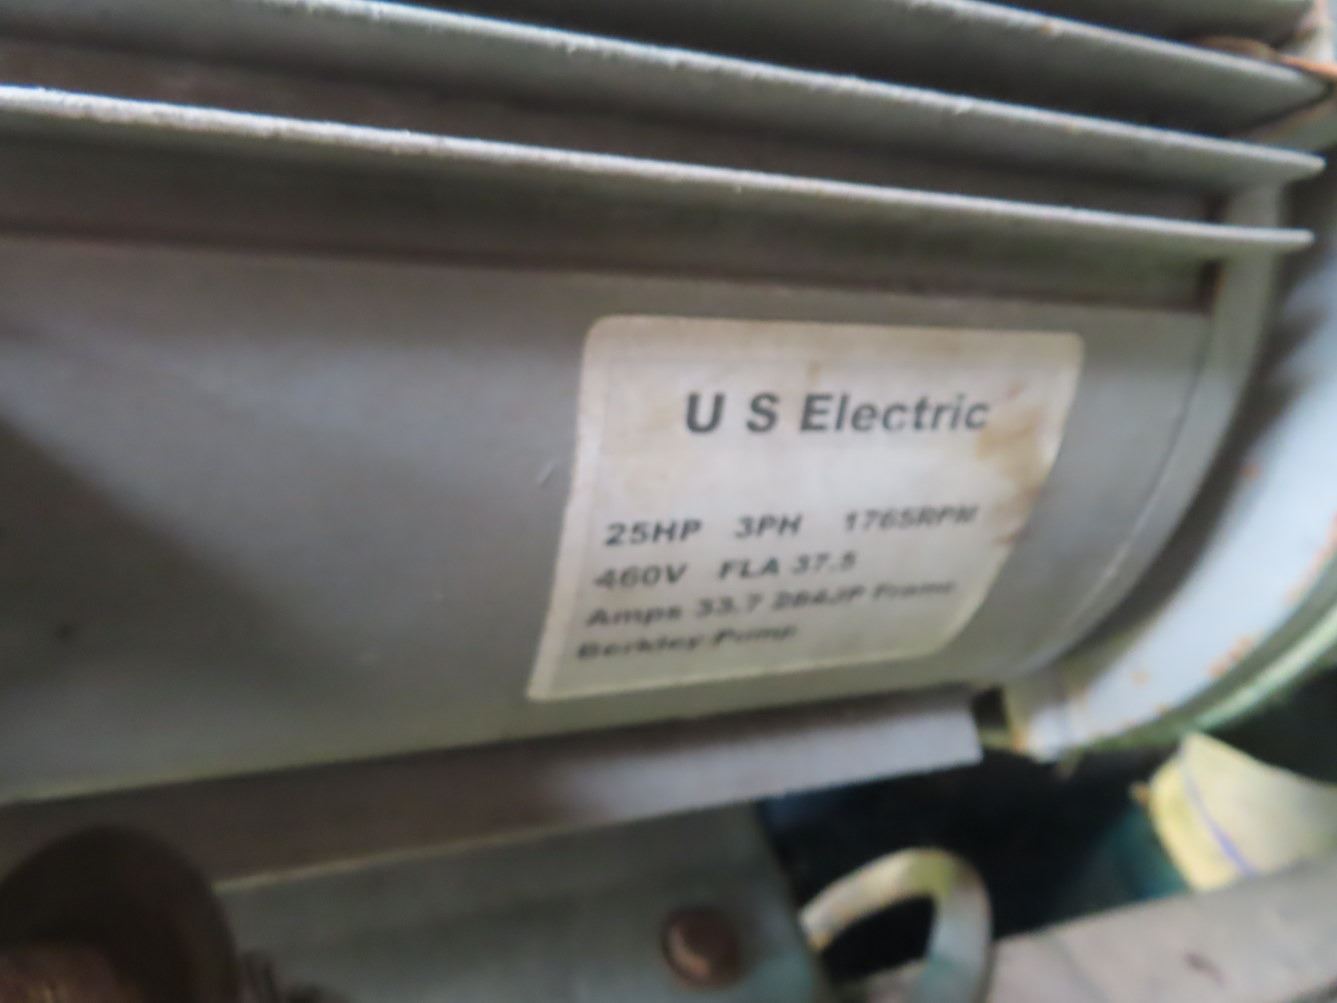 U S Electric
25HP 3PH 1765RPM
460V FLA 37.5
Amps 33.7 284JP Frame
Berkley Pump